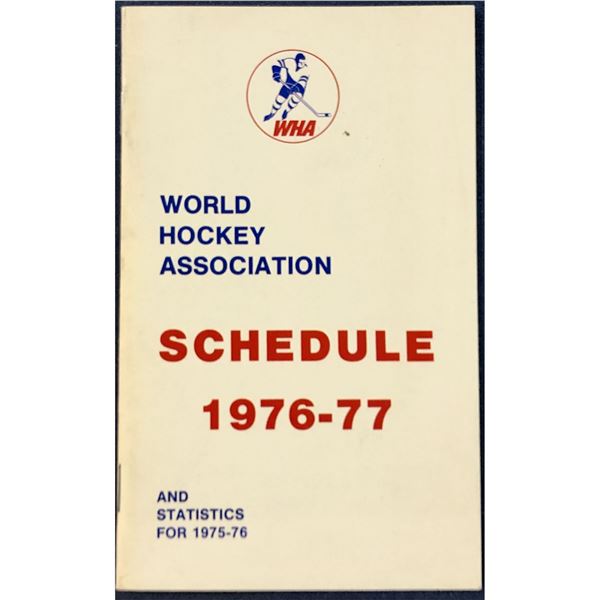 WHA
WORLD
HOCKEY
ASSOCIATION
SCHEDULE
1976-77
AND
STATISTICS
FOR 1975-76